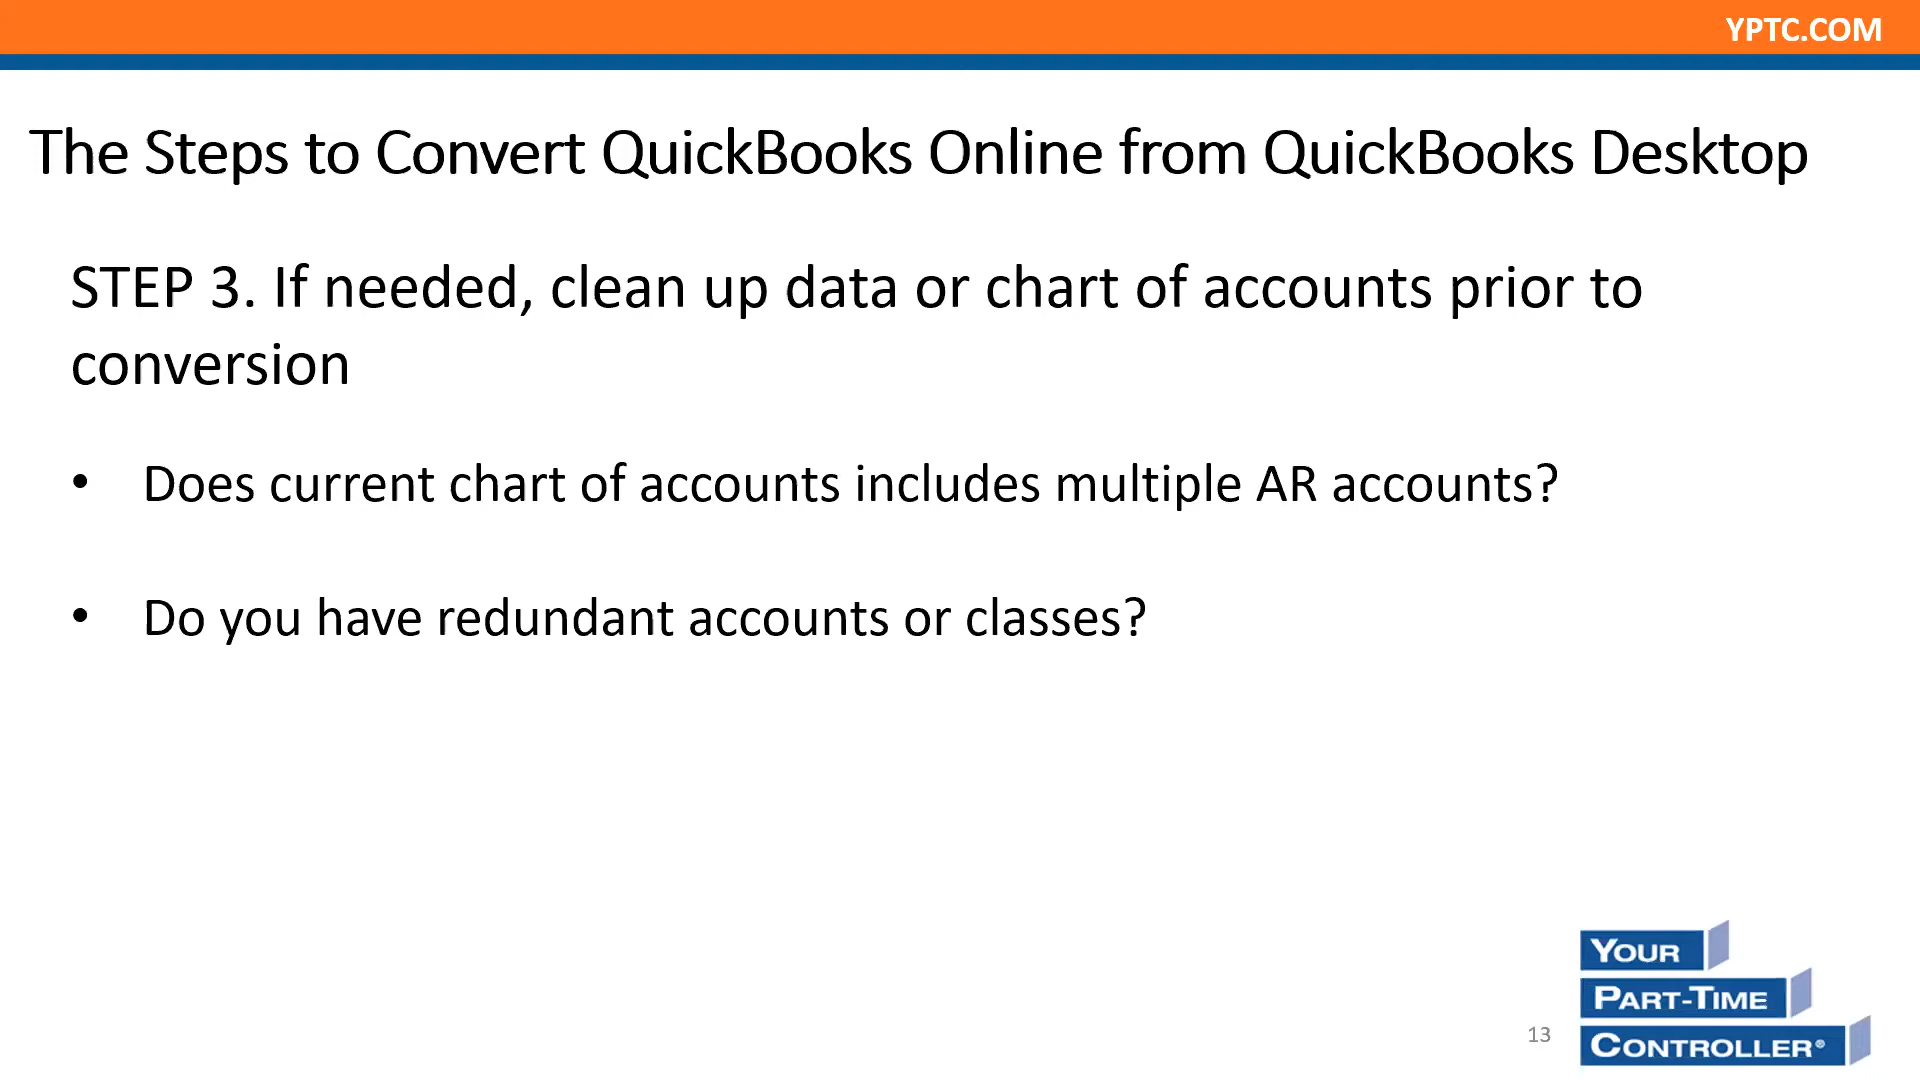 YPTC.COM
The Steps to Convert QuickBooks Online from QuickBooks Desktop
STEP 3. If needed, clean up data or chart of accounts prior to
conversion
• Does current chart of accounts includes multiple AR accounts?
• Do you have redundant accounts or classes?
YOUR
PART-TIME
13
CONTROLLER®